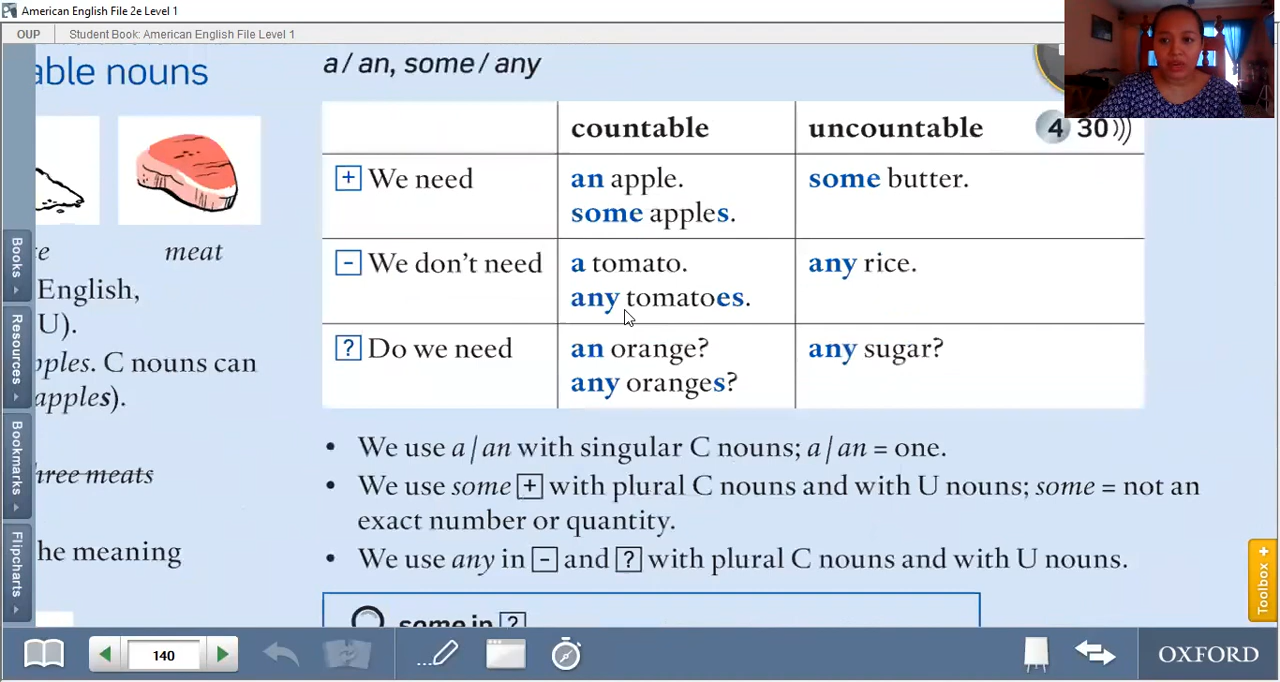 American English File 2e Level 1
OUP
Student Book: American English File Level 1
able nouns
meat
English,
U).
pples. C nouns can
apples).
hree meats
he meaning
a / an, some / any
countable uncountable 4 30
+ We need an apple. some butter.
some apples.
- We don't need a tomato. any rice.
any tomatoes.
? Do we need an orange? any sugar?
any oranges?
• We use a / an with singular C nouns; a / an = one.
• We use some + with plural C nouns and with U nouns; some = not an
exact number or quantity.
• We use any in - and ? with plural C nouns and with U nouns.
some in ?
Books
Resources
Bookmarks
Flipcharts
Toolbox +
140
OXFORD